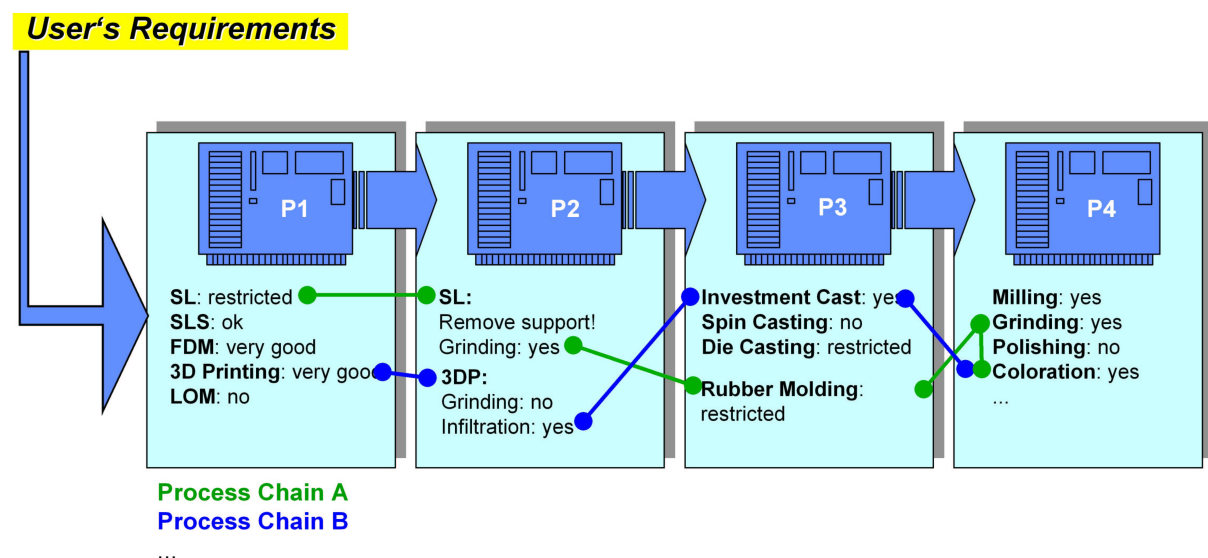 User‘s Requirements
P1
P2
P3
P4
SL: restricted
SLS: ok
FDM: very good
3D Printing: very good
LOM: no
SL:
Remove support!
Grinding: yes
3DP:
Grinding: no
Infiltration: yes
Investment Cast: yes
Spin Casting: no
Die Casting: restricted
Rubber Molding:
restricted
Milling: yes
Grinding: yes
Polishing: no
Coloration: yes
...
Process Chain A
Process Chain B
...